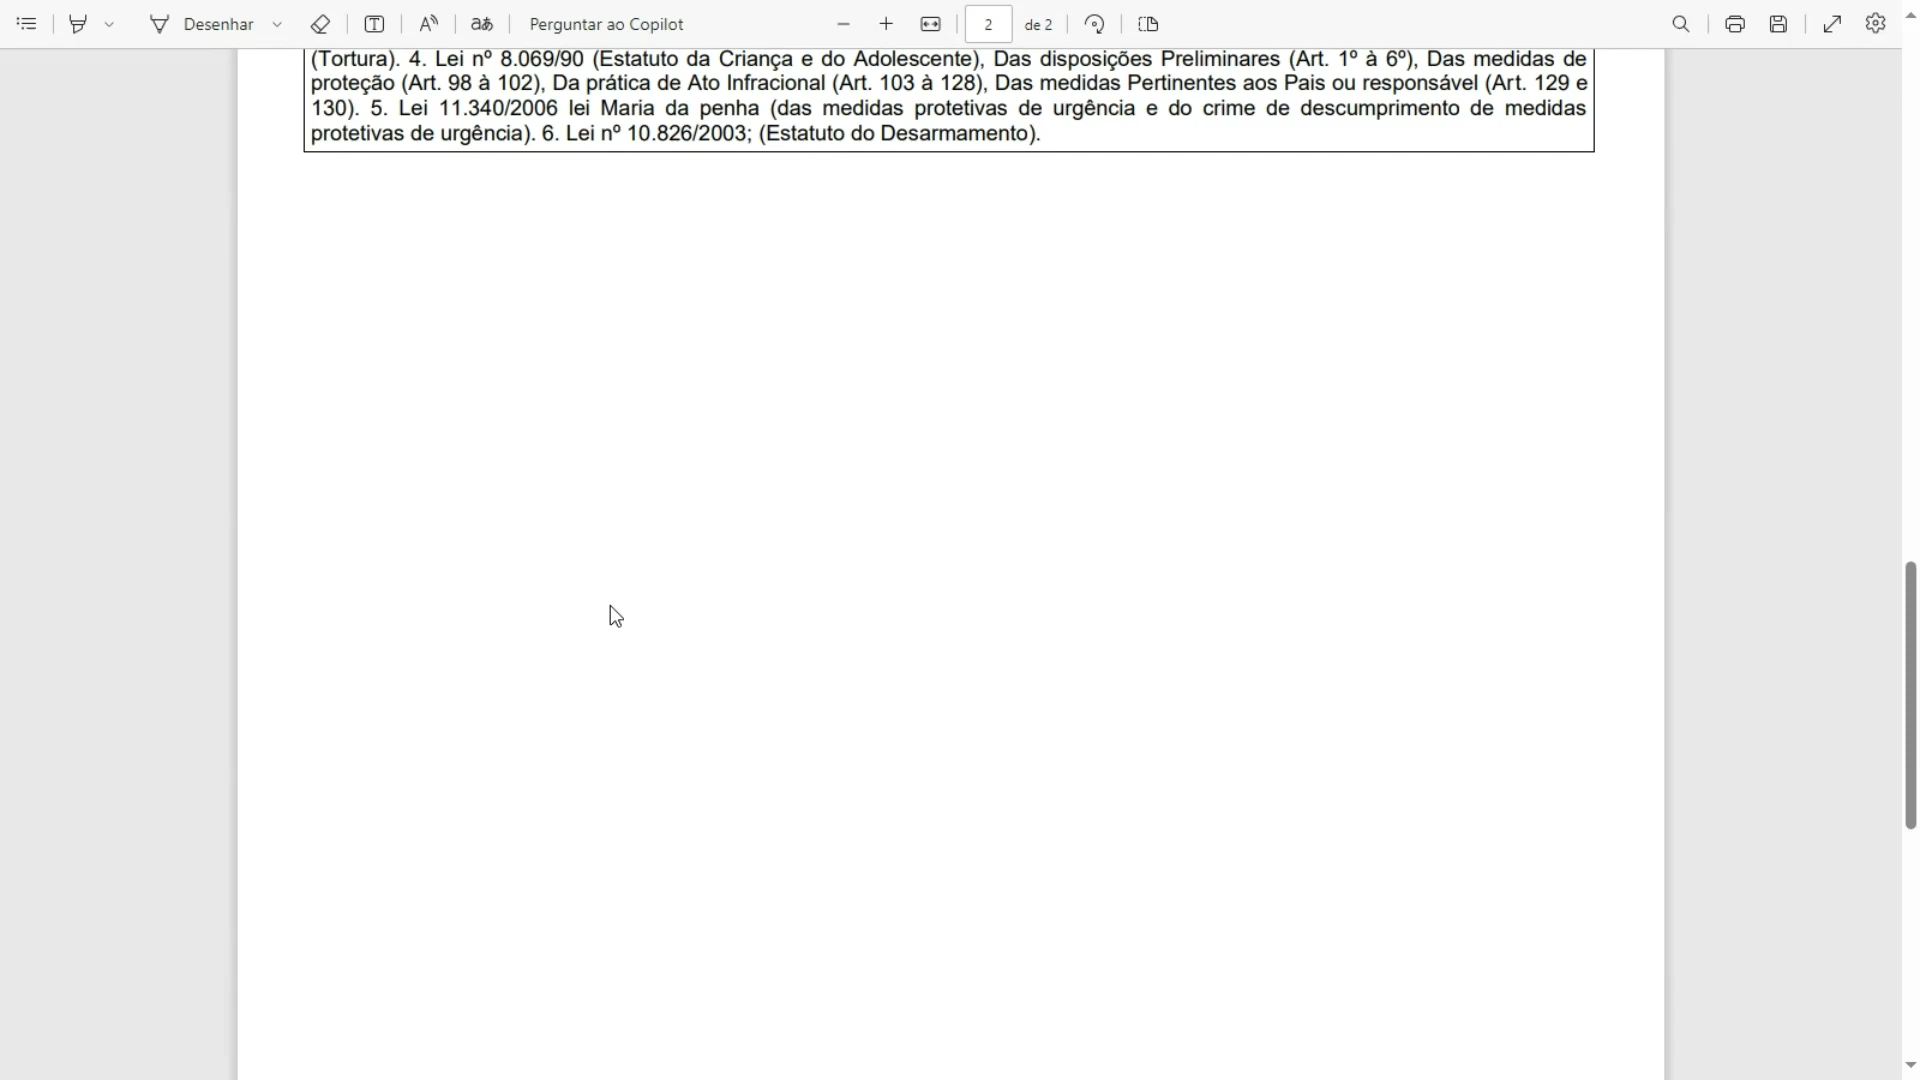 Desenhar
Perguntar ao Copilot
2
de 2
(Tortura). 4. Lei nº 8.069/90 (Estatuto da Criança e do Adolescente), Das disposições Preliminares (Art. 1º à 6º), Das medidas de
proteção (Art. 98 à 102), Da prática de Ato Infracional (Art. 103 à 128), Das medidas Pertinentes aos Pais ou responsável (Art. 129 e
130). 5. Lei 11.340/2006 lei Maria da penha (das medidas protetivas de urgência e do crime de descumprimento de medidas
protetivas de urgência). 6. Lei nº 10.826/2003; (Estatuto do Desarmamento).